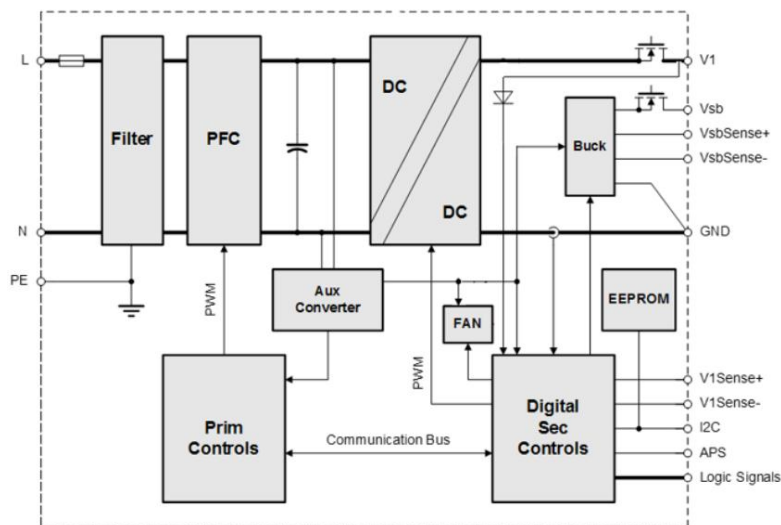 L
V1
DC
Vsb
Filter
PFC
VsbSense+
Buck
VsbSense-
DC
N
GND
PE
Aux
Converter
EEPROM
PWM
FAN
PWM
V1Sense+
V1Sense-
Prim
Controls
Digital
Sec
Controls
I2C
Communication Bus
APS
Logic Signals